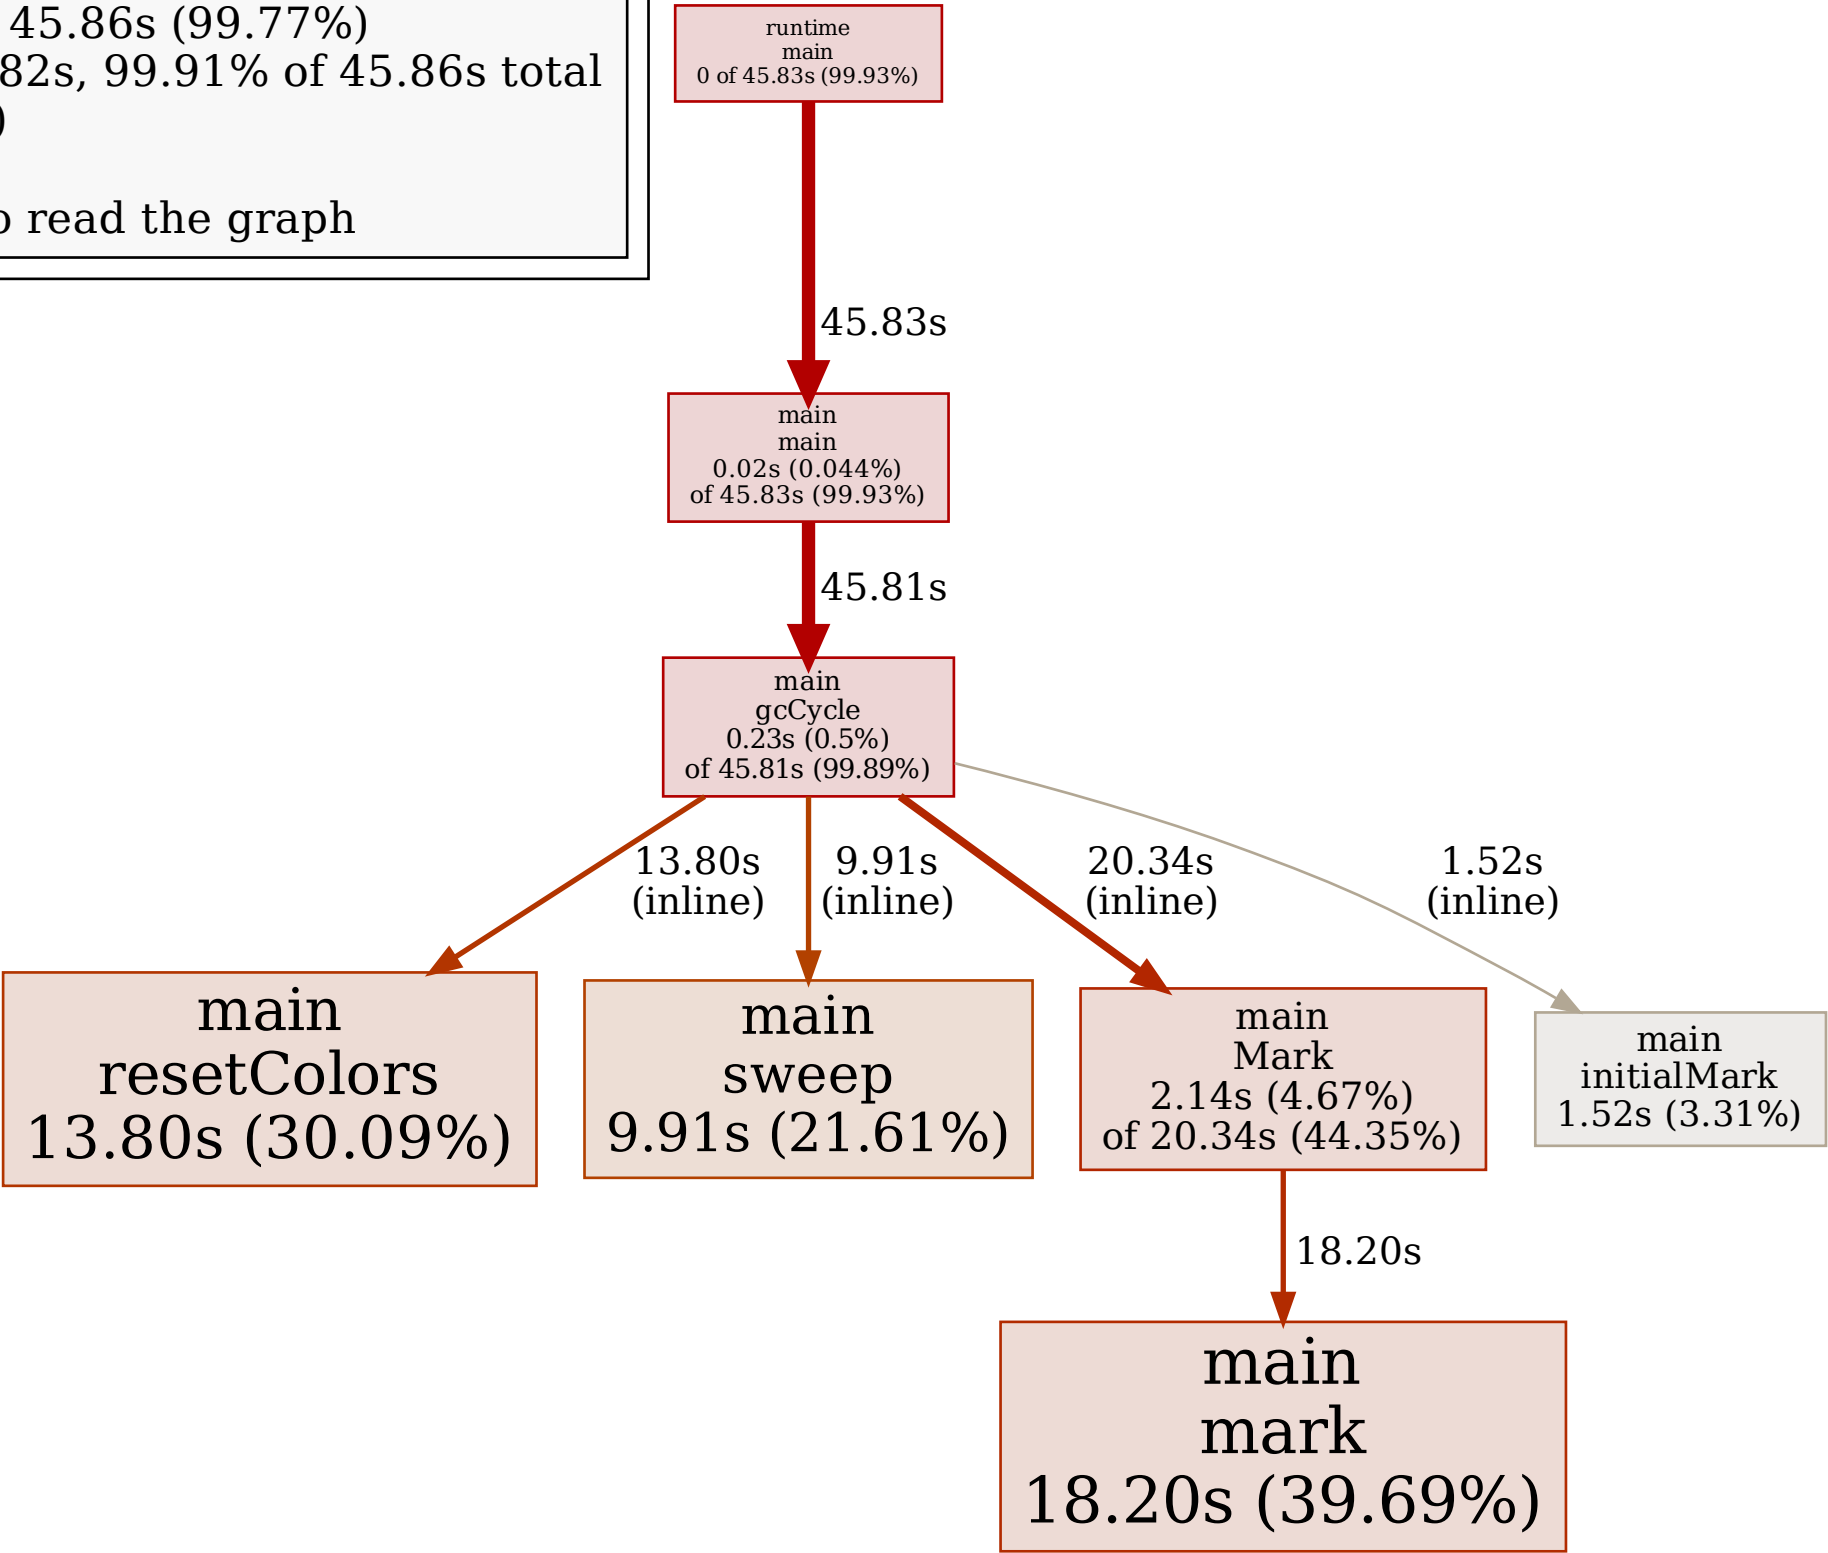 45.86s (99.77%)
82s, 99.91% of 45.86s total
)
o read the graph
runtime
main
0 of 45.83s (99.93%)
45.83s
main
main
0.02s (0.044%)
of 45.83s (99.93%)
45.81s
main
gcCycle
0.23s (0.5%)
of 45.81s (99.89%)
13.80s
(inline)
9.91s
(inline)
20.34s
(inline)
1.52s
(inline)
main
resetColors
13.80s (30.09%)
main
sweep
9.91s (21.61%)
main
Mark
2.14s (4.67%)
of 20.34s (44.35%)
main
initialMark
1.52s (3.31%)
18.20s
main
mark
18.20s (39.69%)